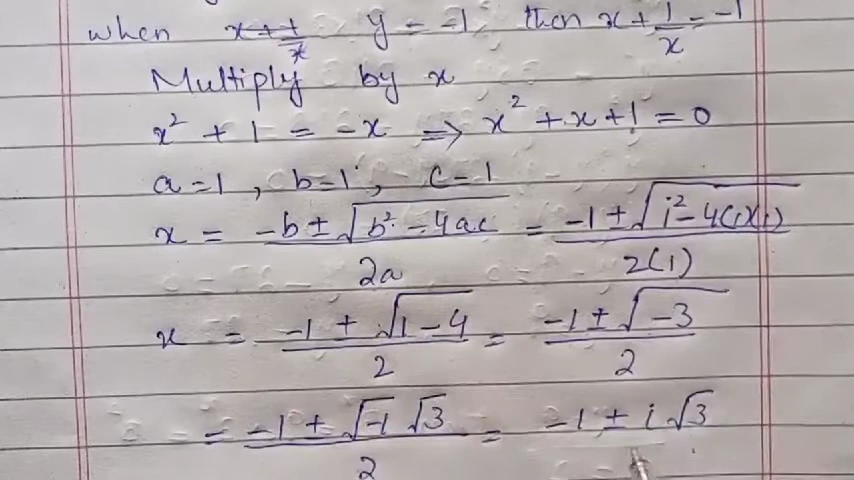 when x+1/x y = -1, then x + 1/x = -1
Multiply by x
x² + 1 = -x ⇒ x² + x + 1 = 0
a = 1, b = 1, c = 1
x = (-b ± √(b² - 4ac))/2a = (-1 ± √(1² - 4(1)(1)))/2(1)
x = (-1 ± √(1 - 4))/2 = (-1 ± √-3)/2
= (-1 ± √-1 √3)/2 = -1 ± i √3